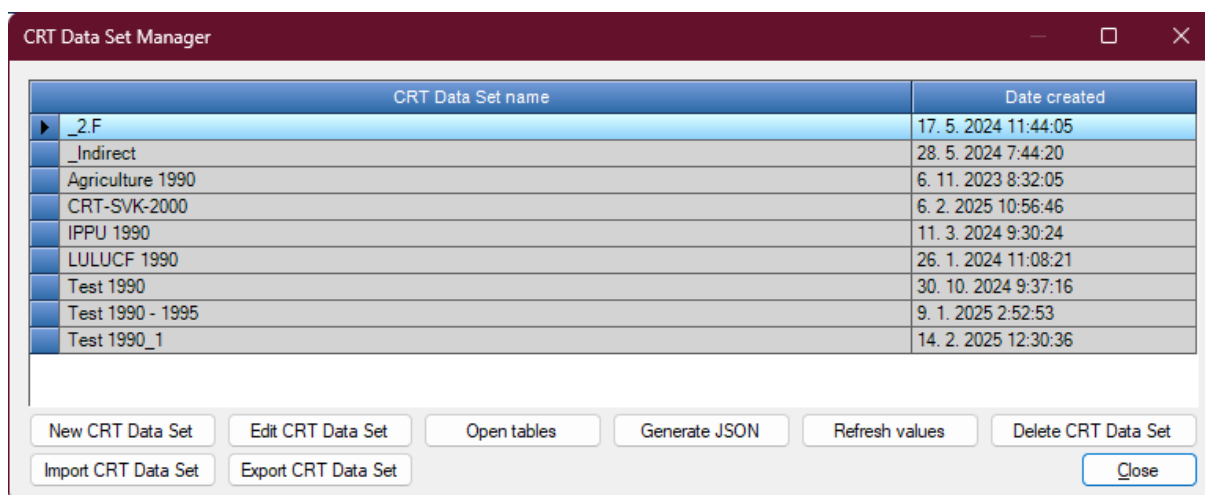 CRT Data Set Manager
CRT Data Set name Date created
_2.F 17. 5. 2024 11:44:05
_Indirect 28. 5. 2024 7:44:20
Agriculture 1990 6. 11. 2023 8:32:05
CRT-SVK-2000 6. 2. 2025 10:56:46
IPPU 1990 11. 3. 2024 9:30:24
LULUCF 1990 26. 1. 2024 11:08:21
Test 1990 30. 10. 2024 9:37:16
Test 1990 - 1995 9. 1. 2025 2:52:53
Test 1990_1 14. 2. 2025 12:30:36
New CRT Data Set Edit CRT Data Set Open tables Generate JSON Refresh values Delete CRT Data Set
Import CRT Data Set Export CRT Data Set Close